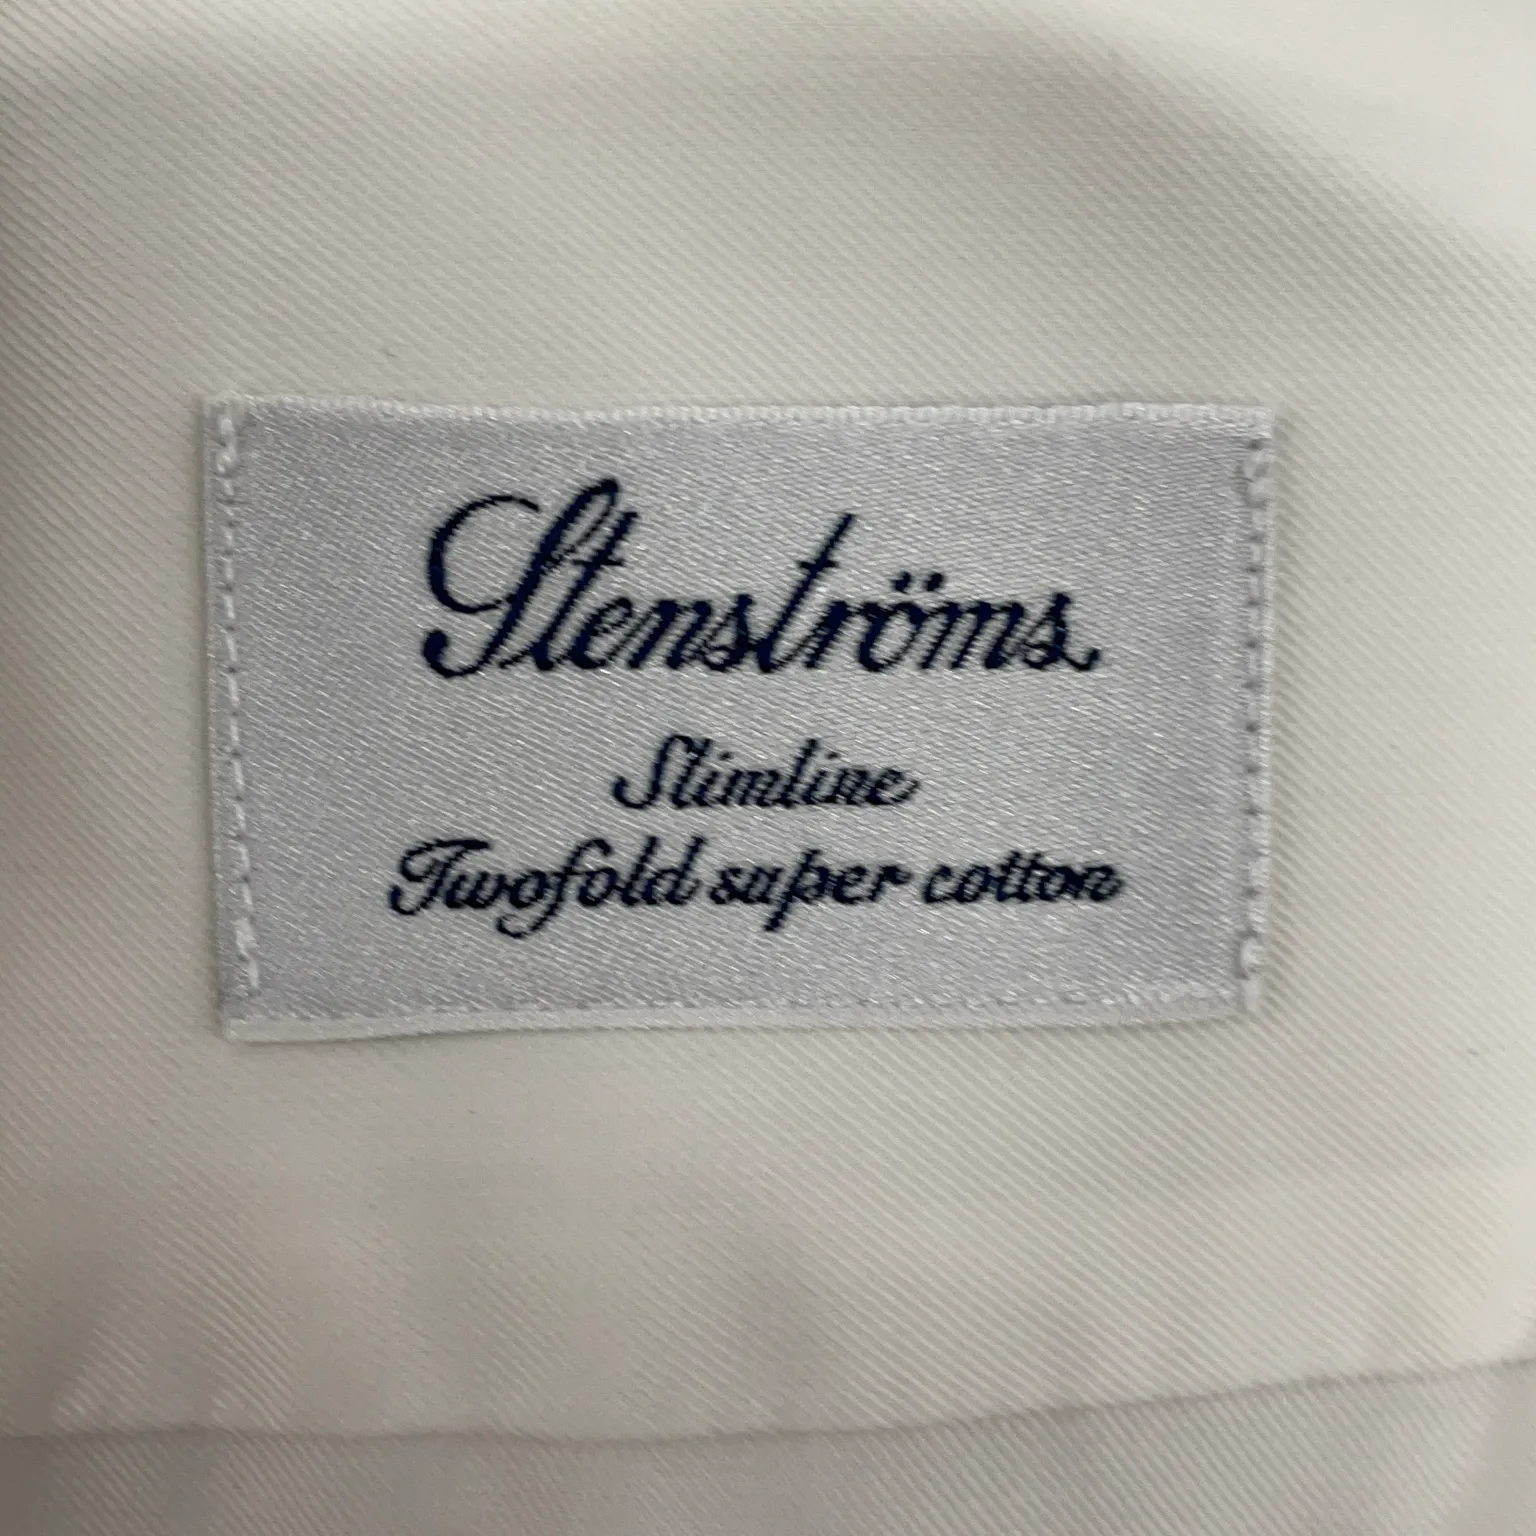 Stenströms
Slimline
Twofold super cotton